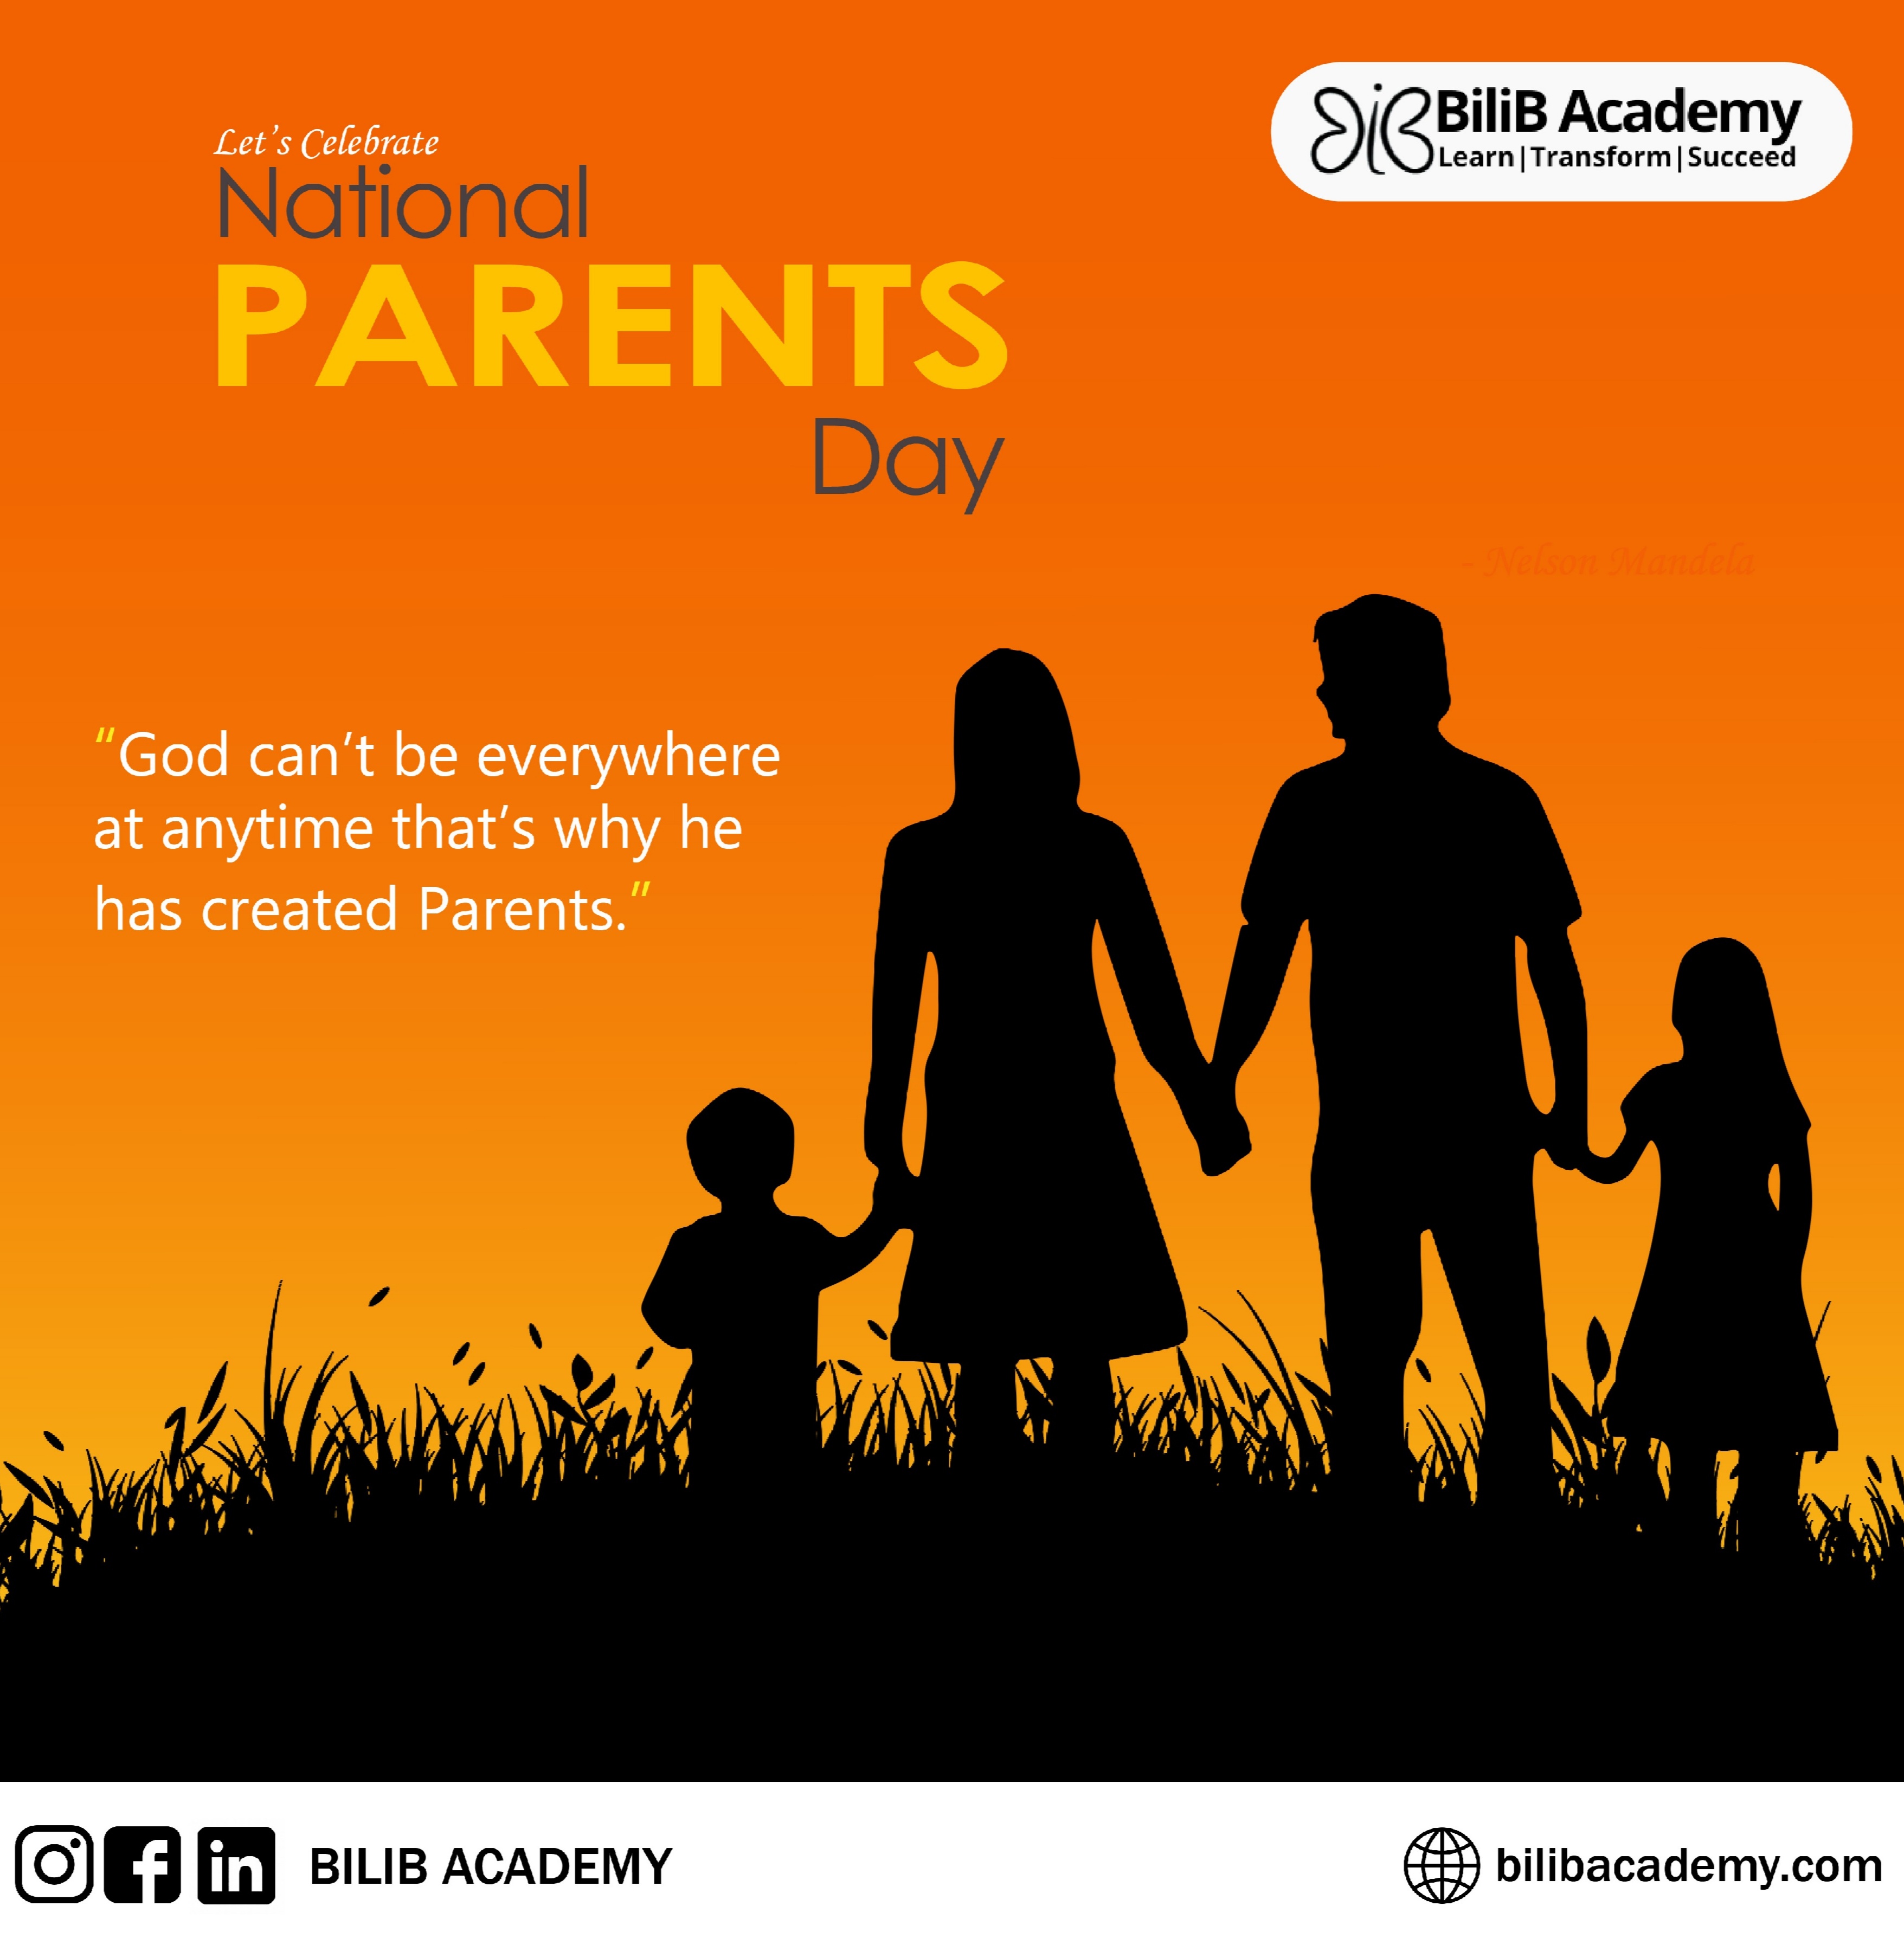 Let's Celebrate
National
PARENTS
Day
BiliB Academy
Learn|Transform|Succeed
- Nelson Mandela
“God can't be everywhere
at anytime that's why he
has created Parents.”
BILIB ACADEMY
bilibacademy.com